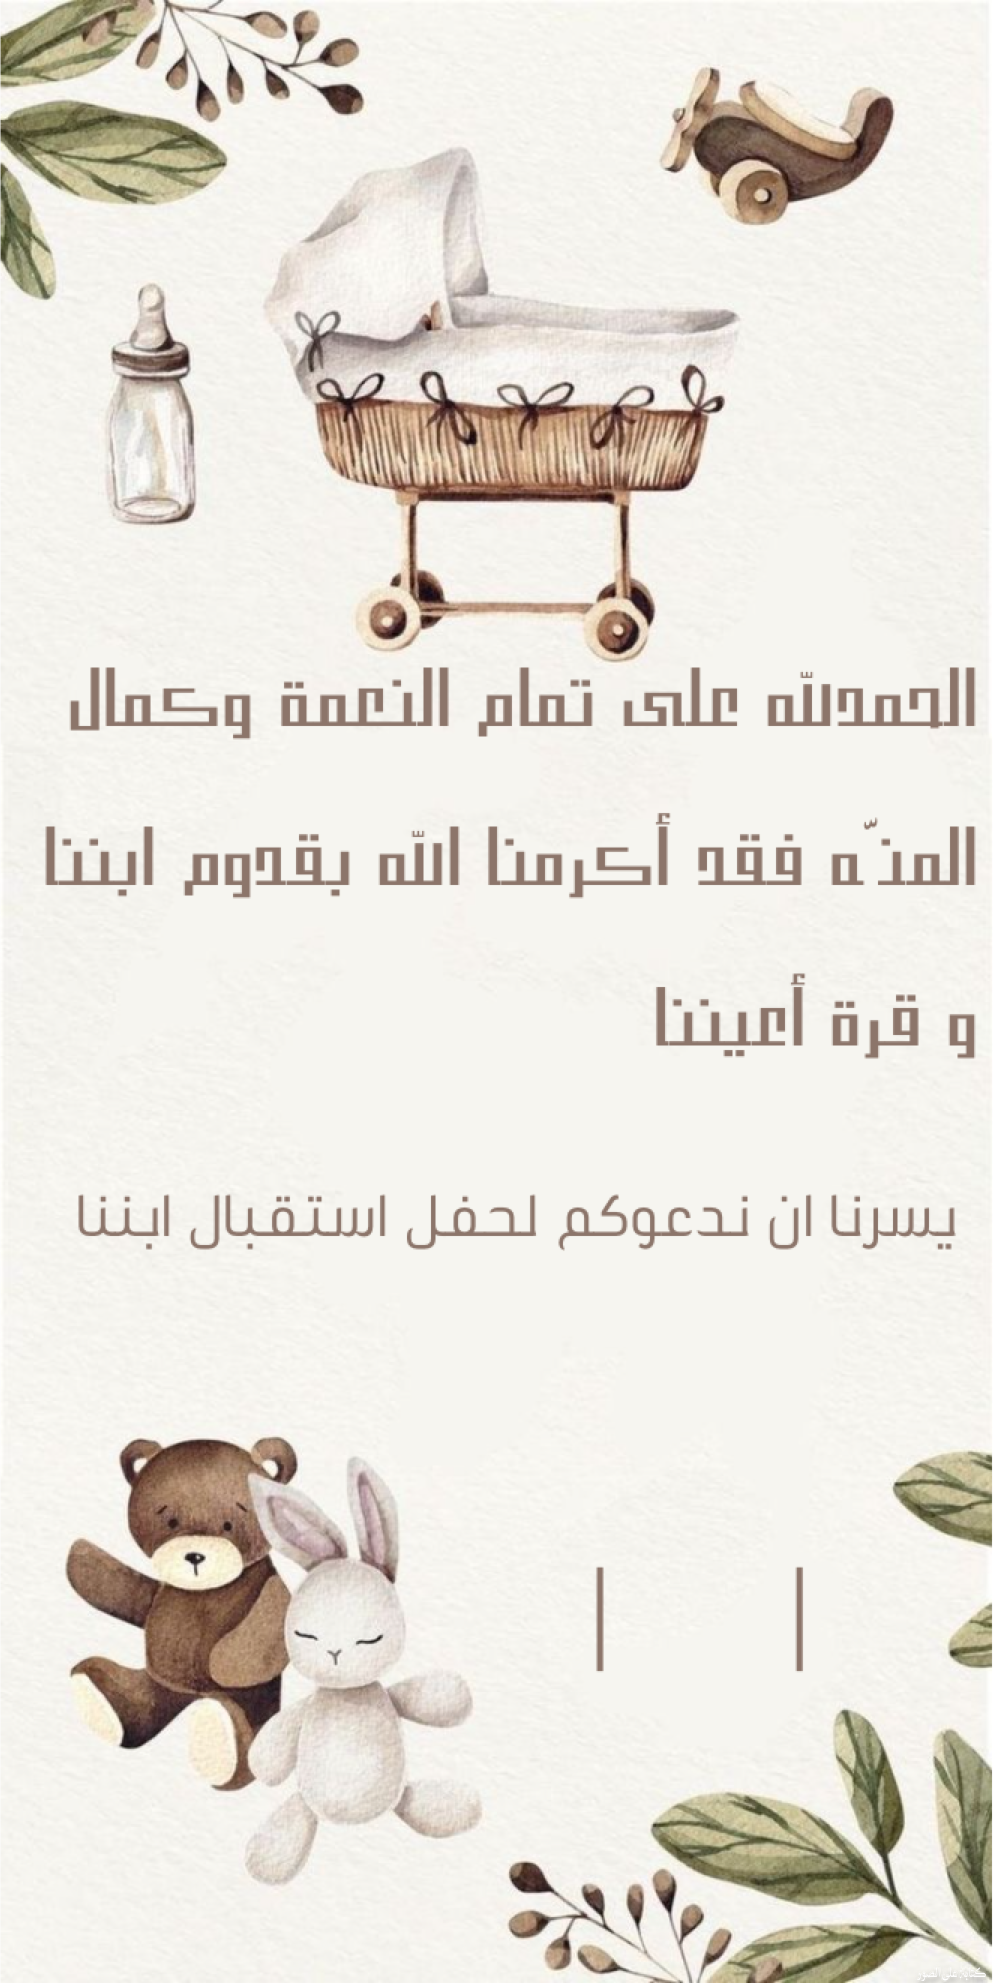 الحمدلله على تمام النعمة وكمال
المنّه فقد أكرمنا الله بقدوم ابننا
و قرة أعيننا
يسرنا ان ندعوكم لحفل استقبال ابننا